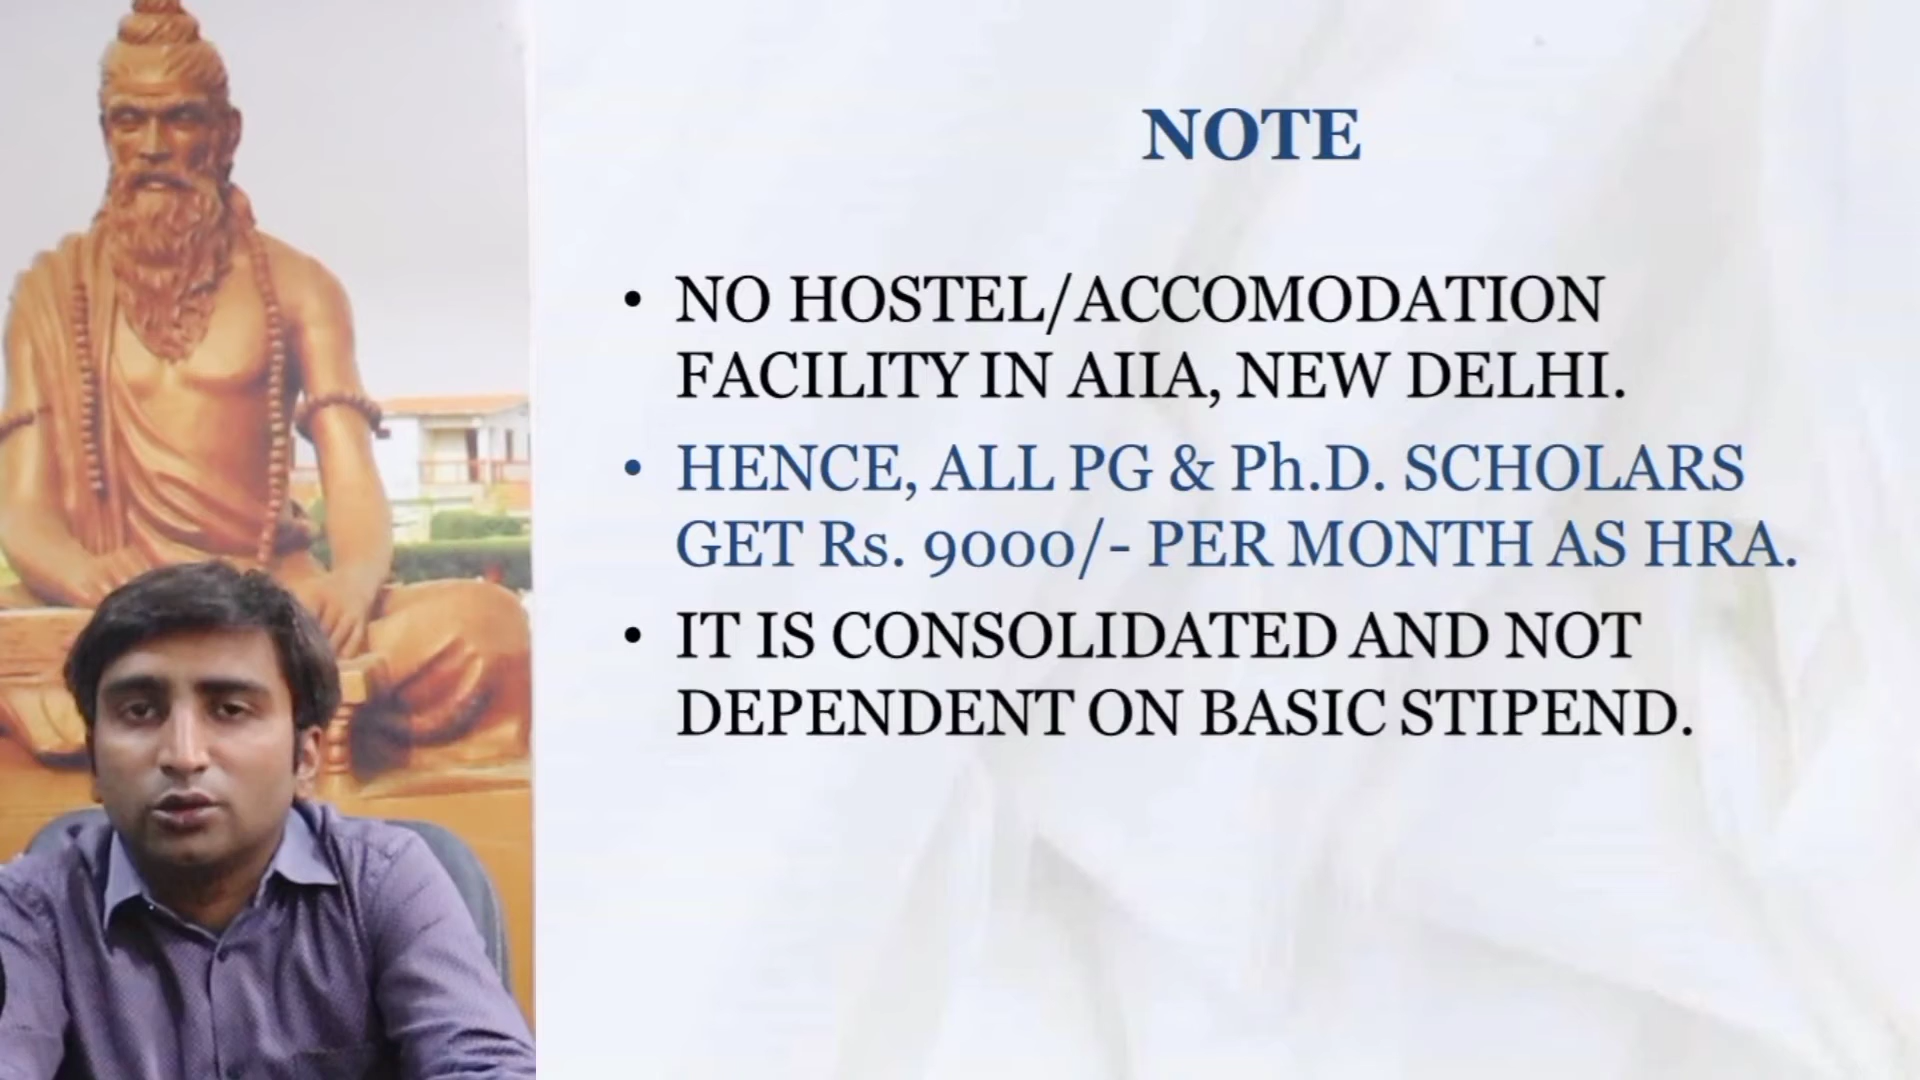 NOTE
• NO HOSTEL/ACCOMODATION
FACILITY IN AIIA, NEW DELHI.
• HENCE, ALL PG & Ph.D. SCHOLARS
GET Rs. 9000/- PER MONTH AS HRA.
• IT IS CONSOLIDATED AND NOT
DEPENDENT ON BASIC STIPEND.